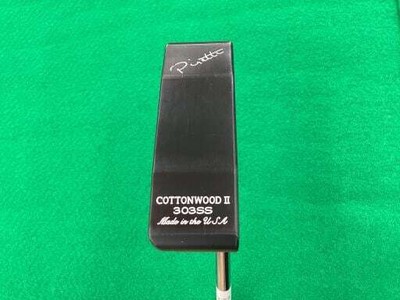 Piretti
COTTONWOOD II
303SS
Made in the U.S.A